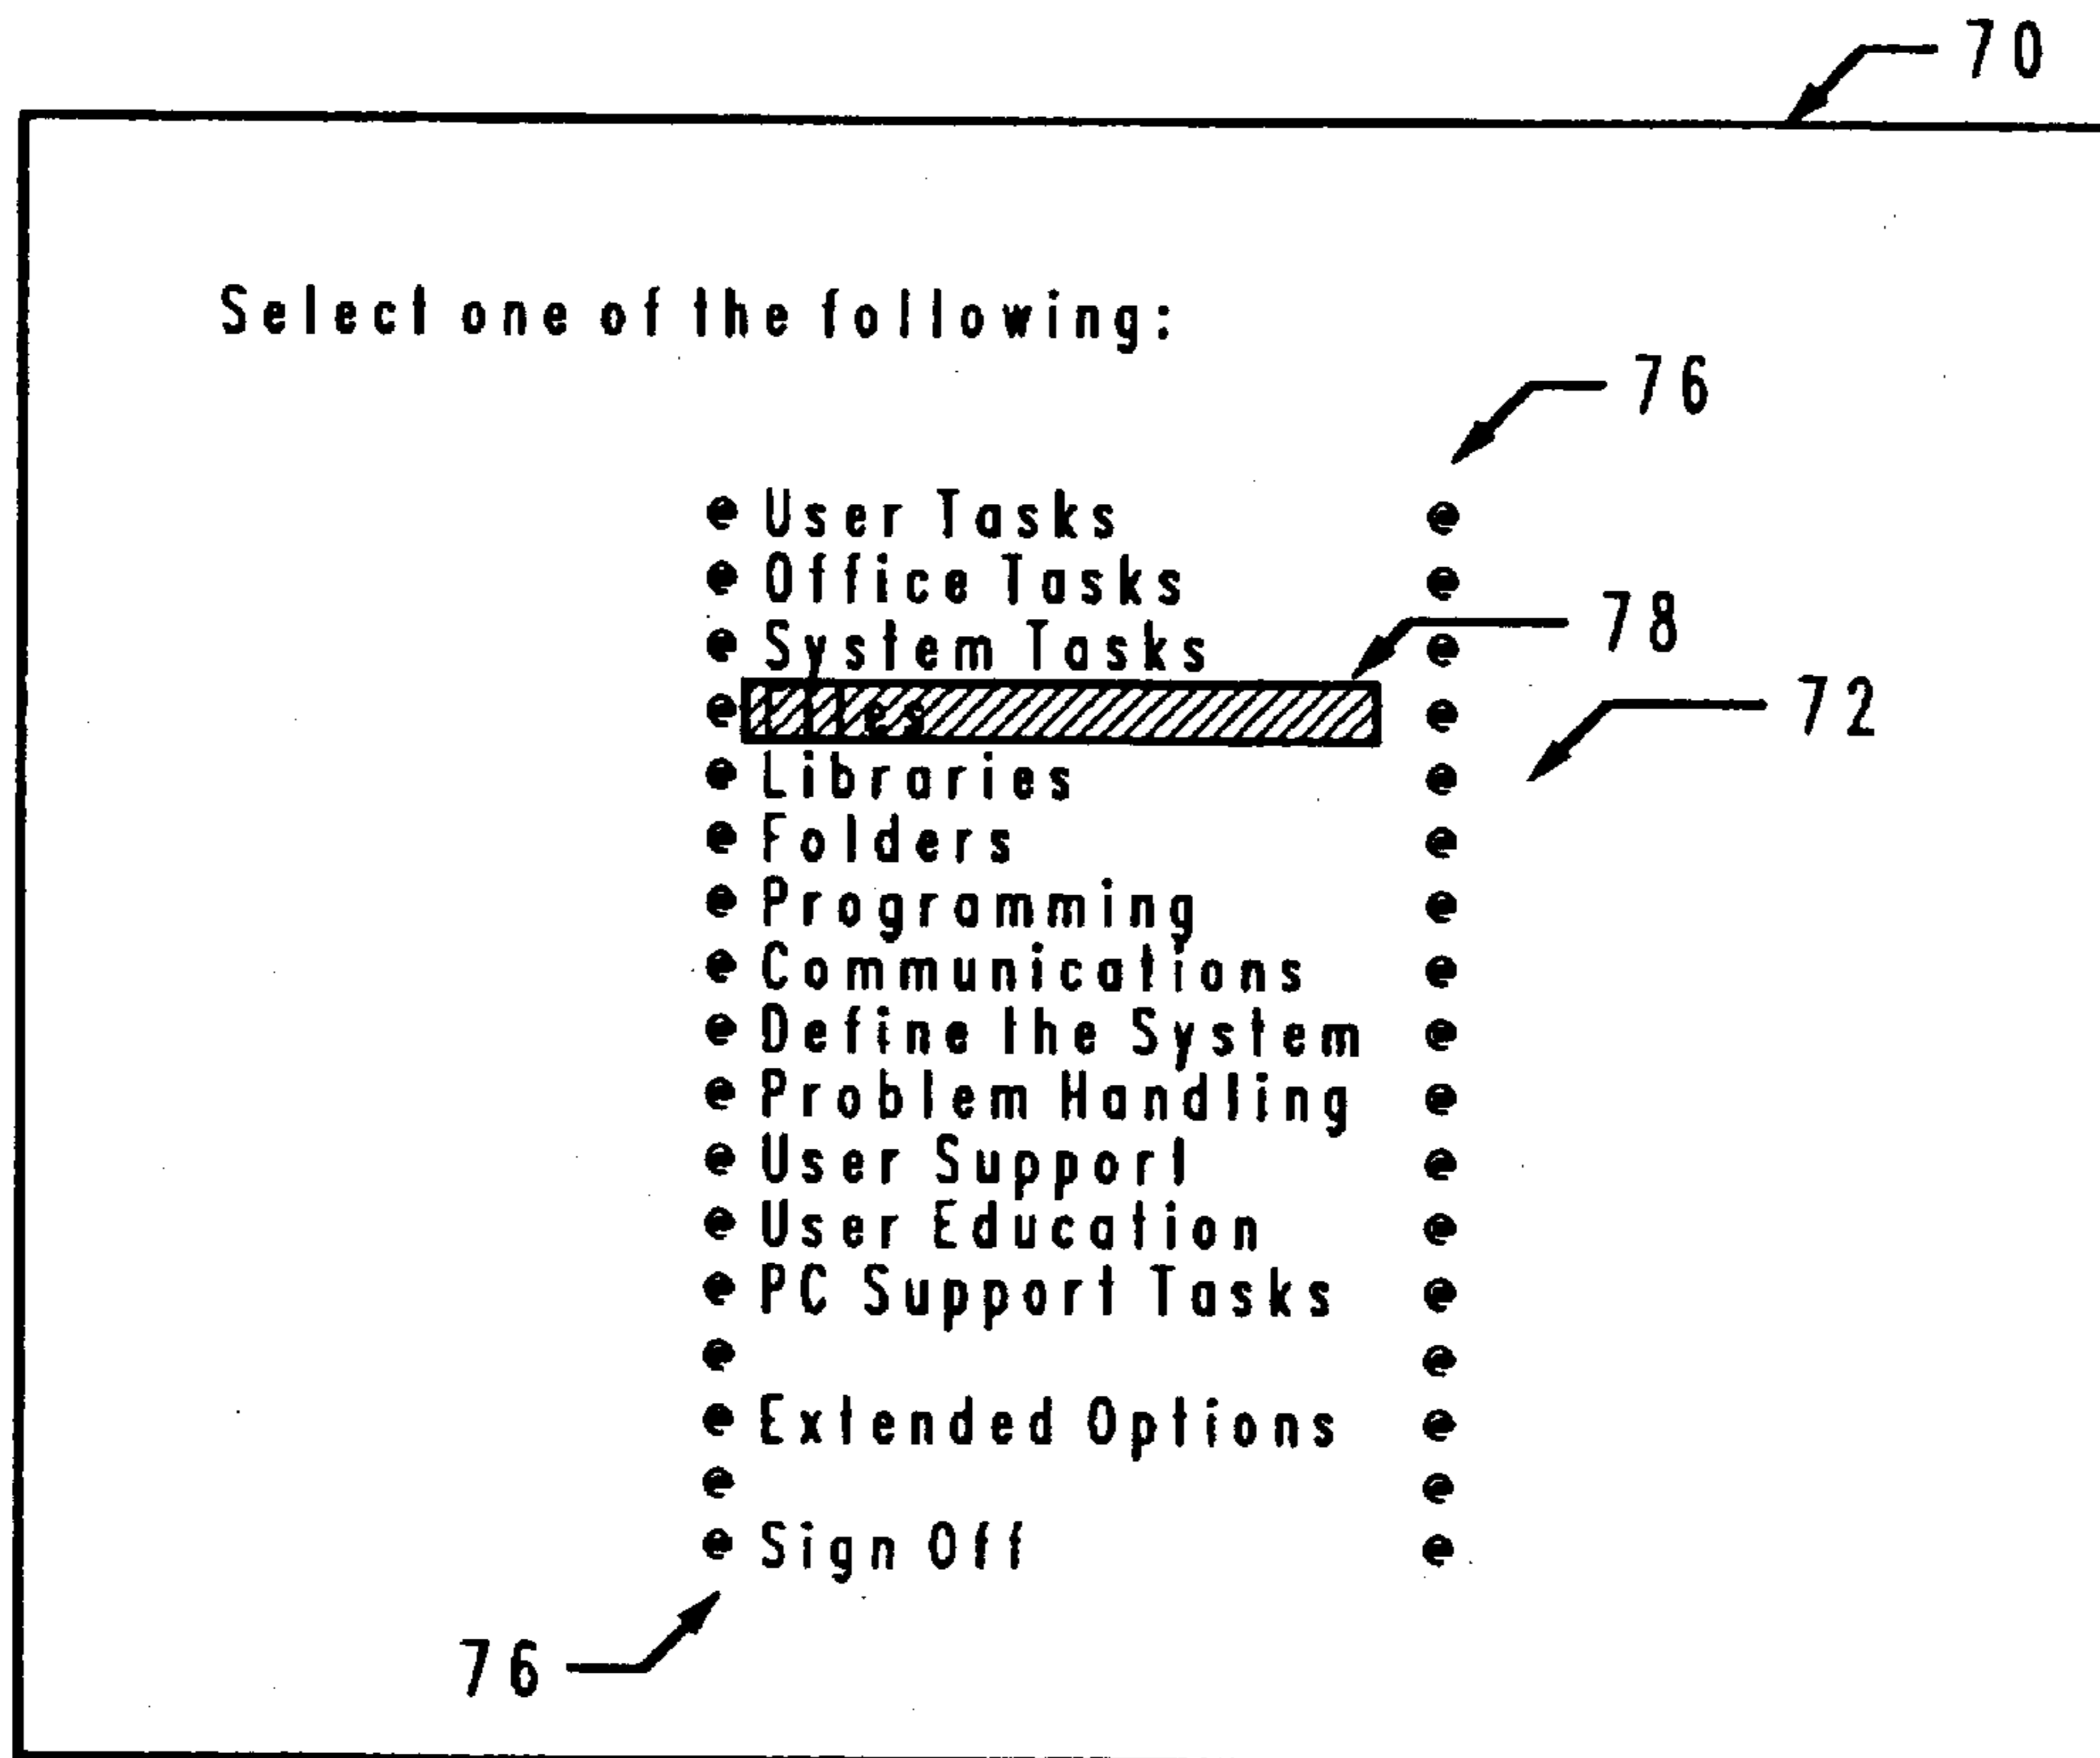 70
Select one of the following:
76
User Tasks
Office Tasks
System Tasks
78
72
Libraries
Folders
Programming
Communications
Define the System
Problem Handling
User Support
User Education
PC Support Tasks
Extended Options
Sign Off
76